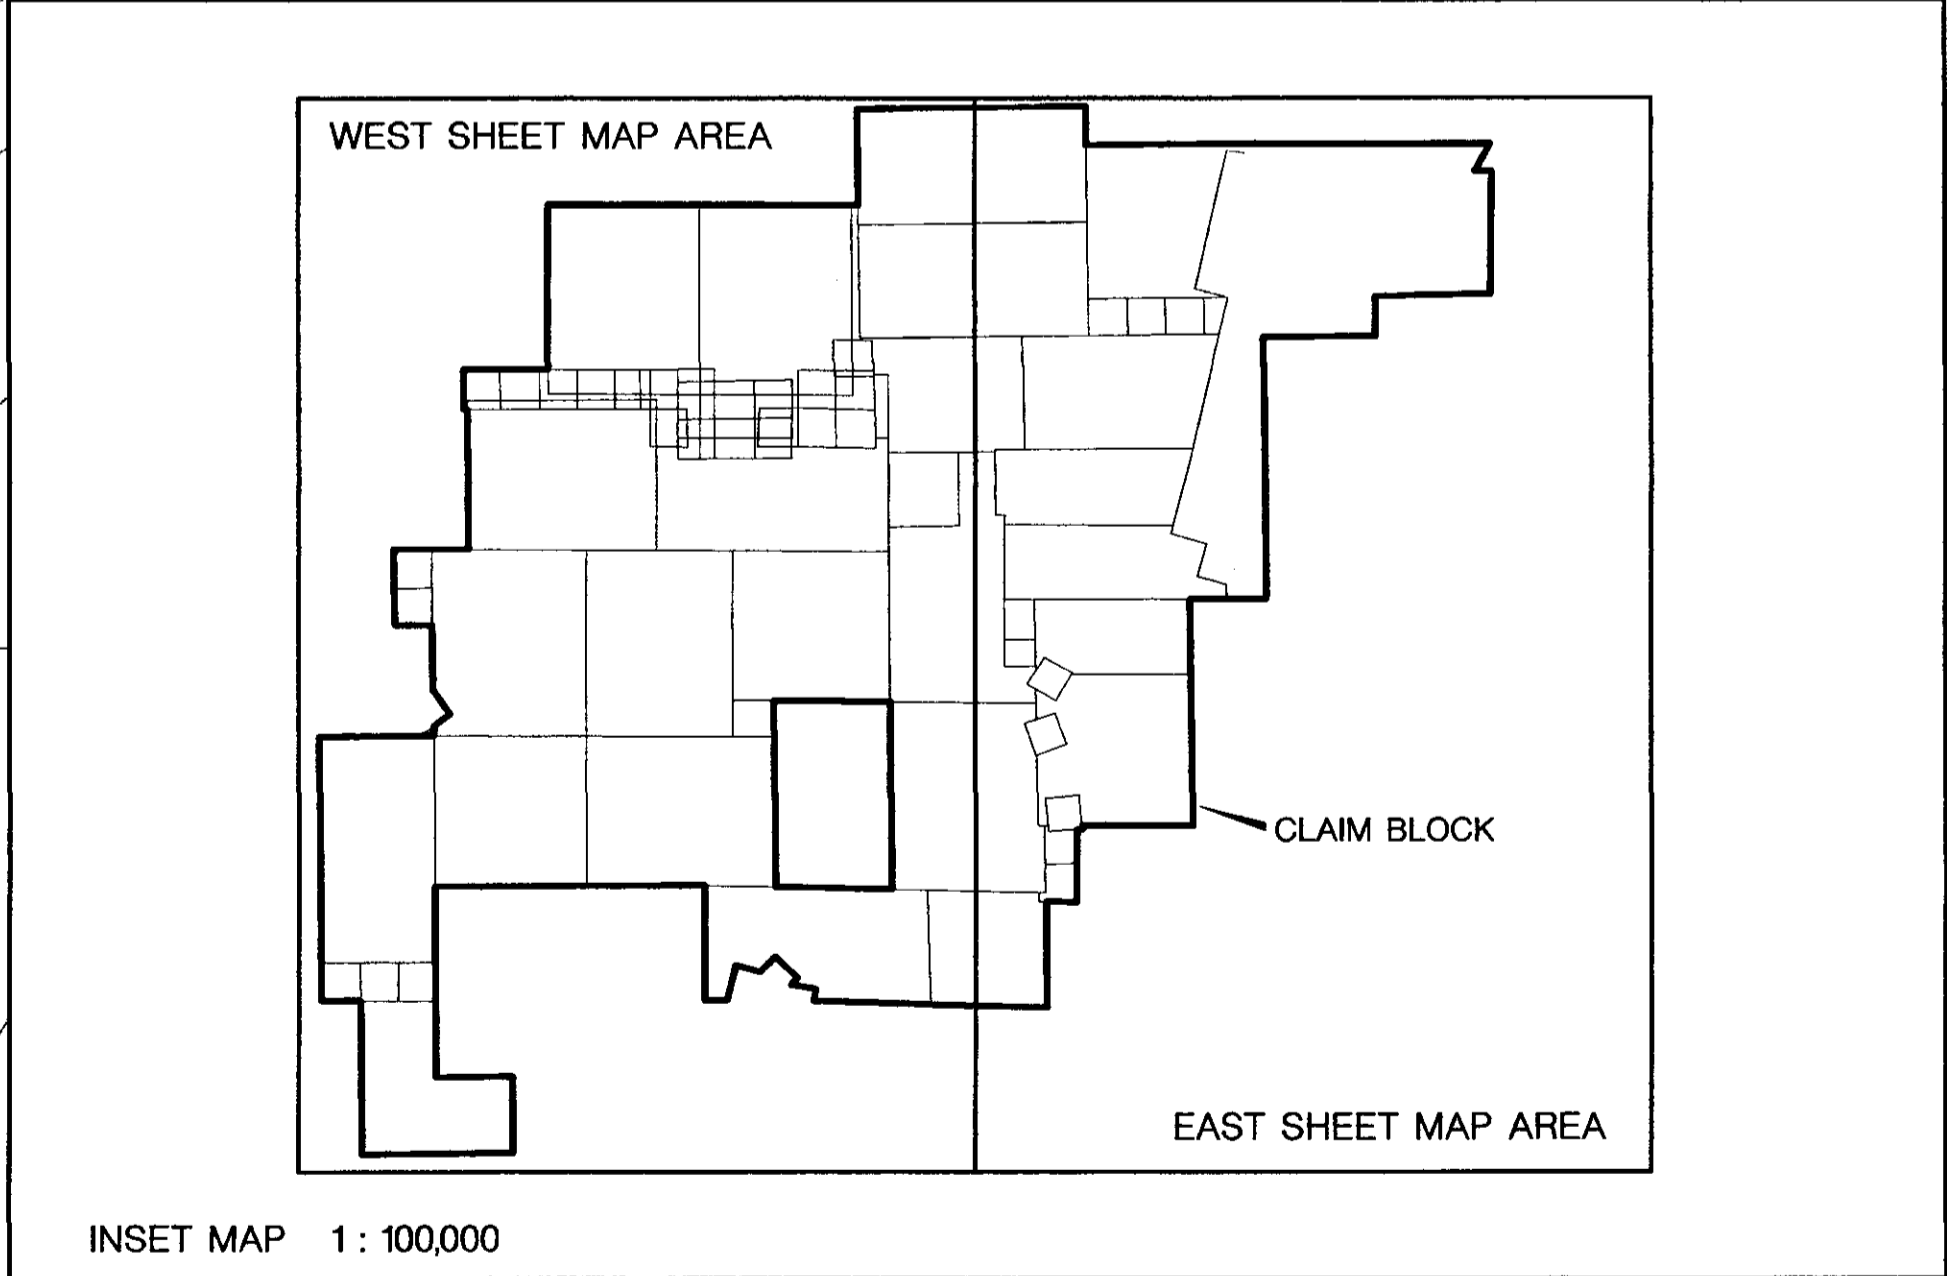 WEST SHEET MAP AREA
CLAIM BLOCK
EAST SHEET MAP AREA
INSET MAP 1 : 100,000